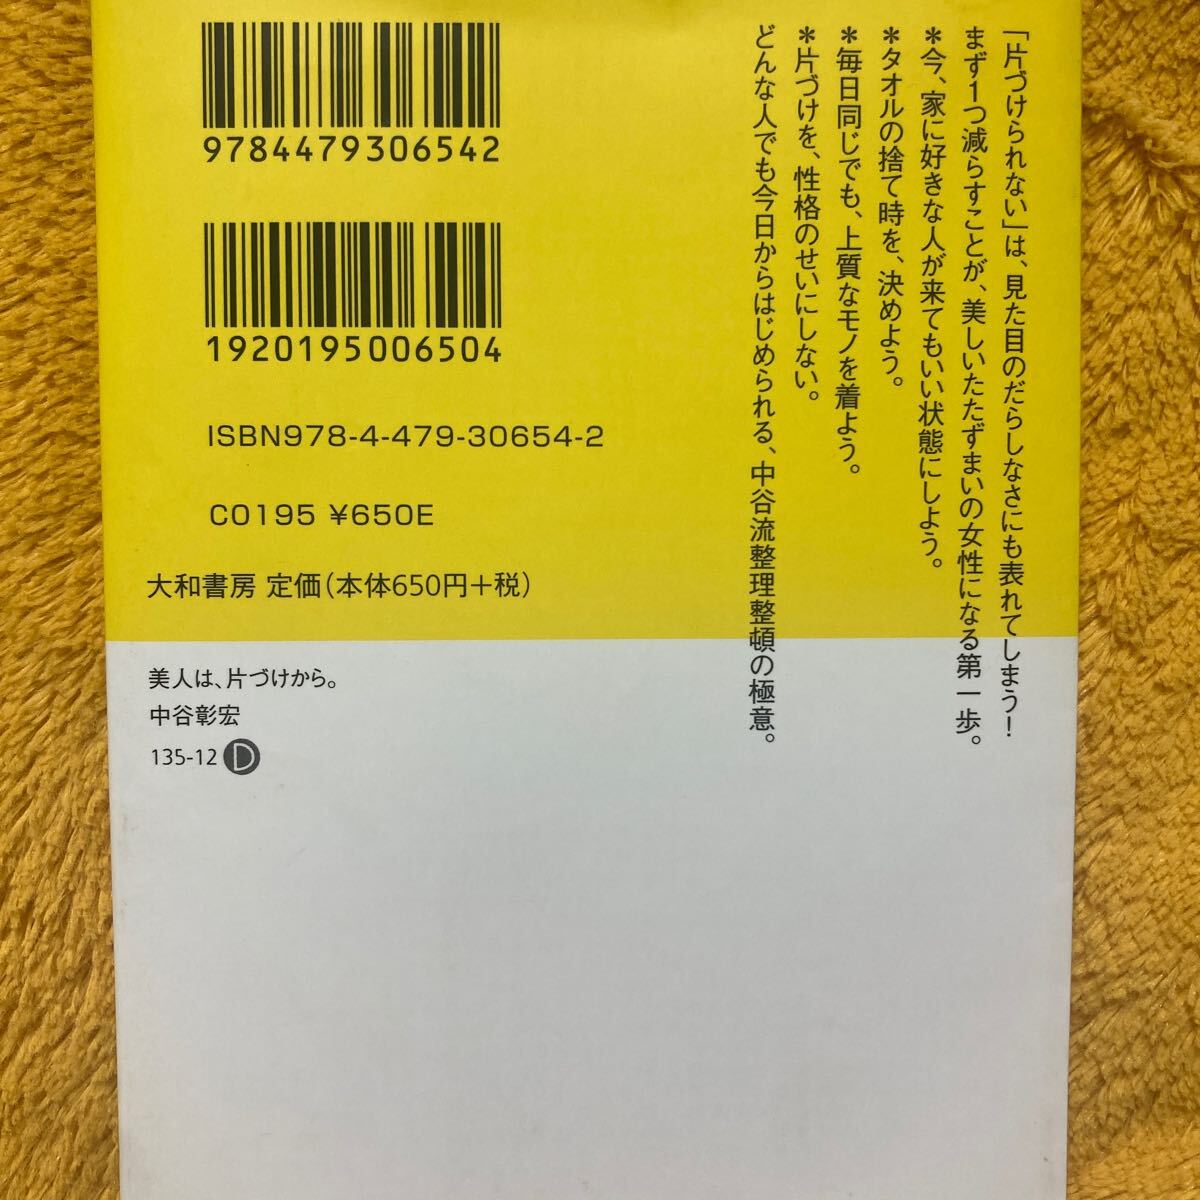 「片づけられない」は、見た目のだらしなさにも表れてしまう!
まず1つ減らすことが、美しいたたずまいの女性になる第一歩。
＊今、家に好きな人が来てもいい状態にしよう。
＊タオルの捨て時を、決めよう。
＊毎日同じでも、上質なモノを着よう。
＊片づけを、性格のせいにしない。
どんな人でも今日からはじめられる、中谷流整理整頓の極意。
9784479306542
1920195006504
ISBN978-4-479-30654-2
C0195 ¥650E
大和書房 定価(本体650円+税)
美人は、片づけから。
中谷彰宏
135-12 D